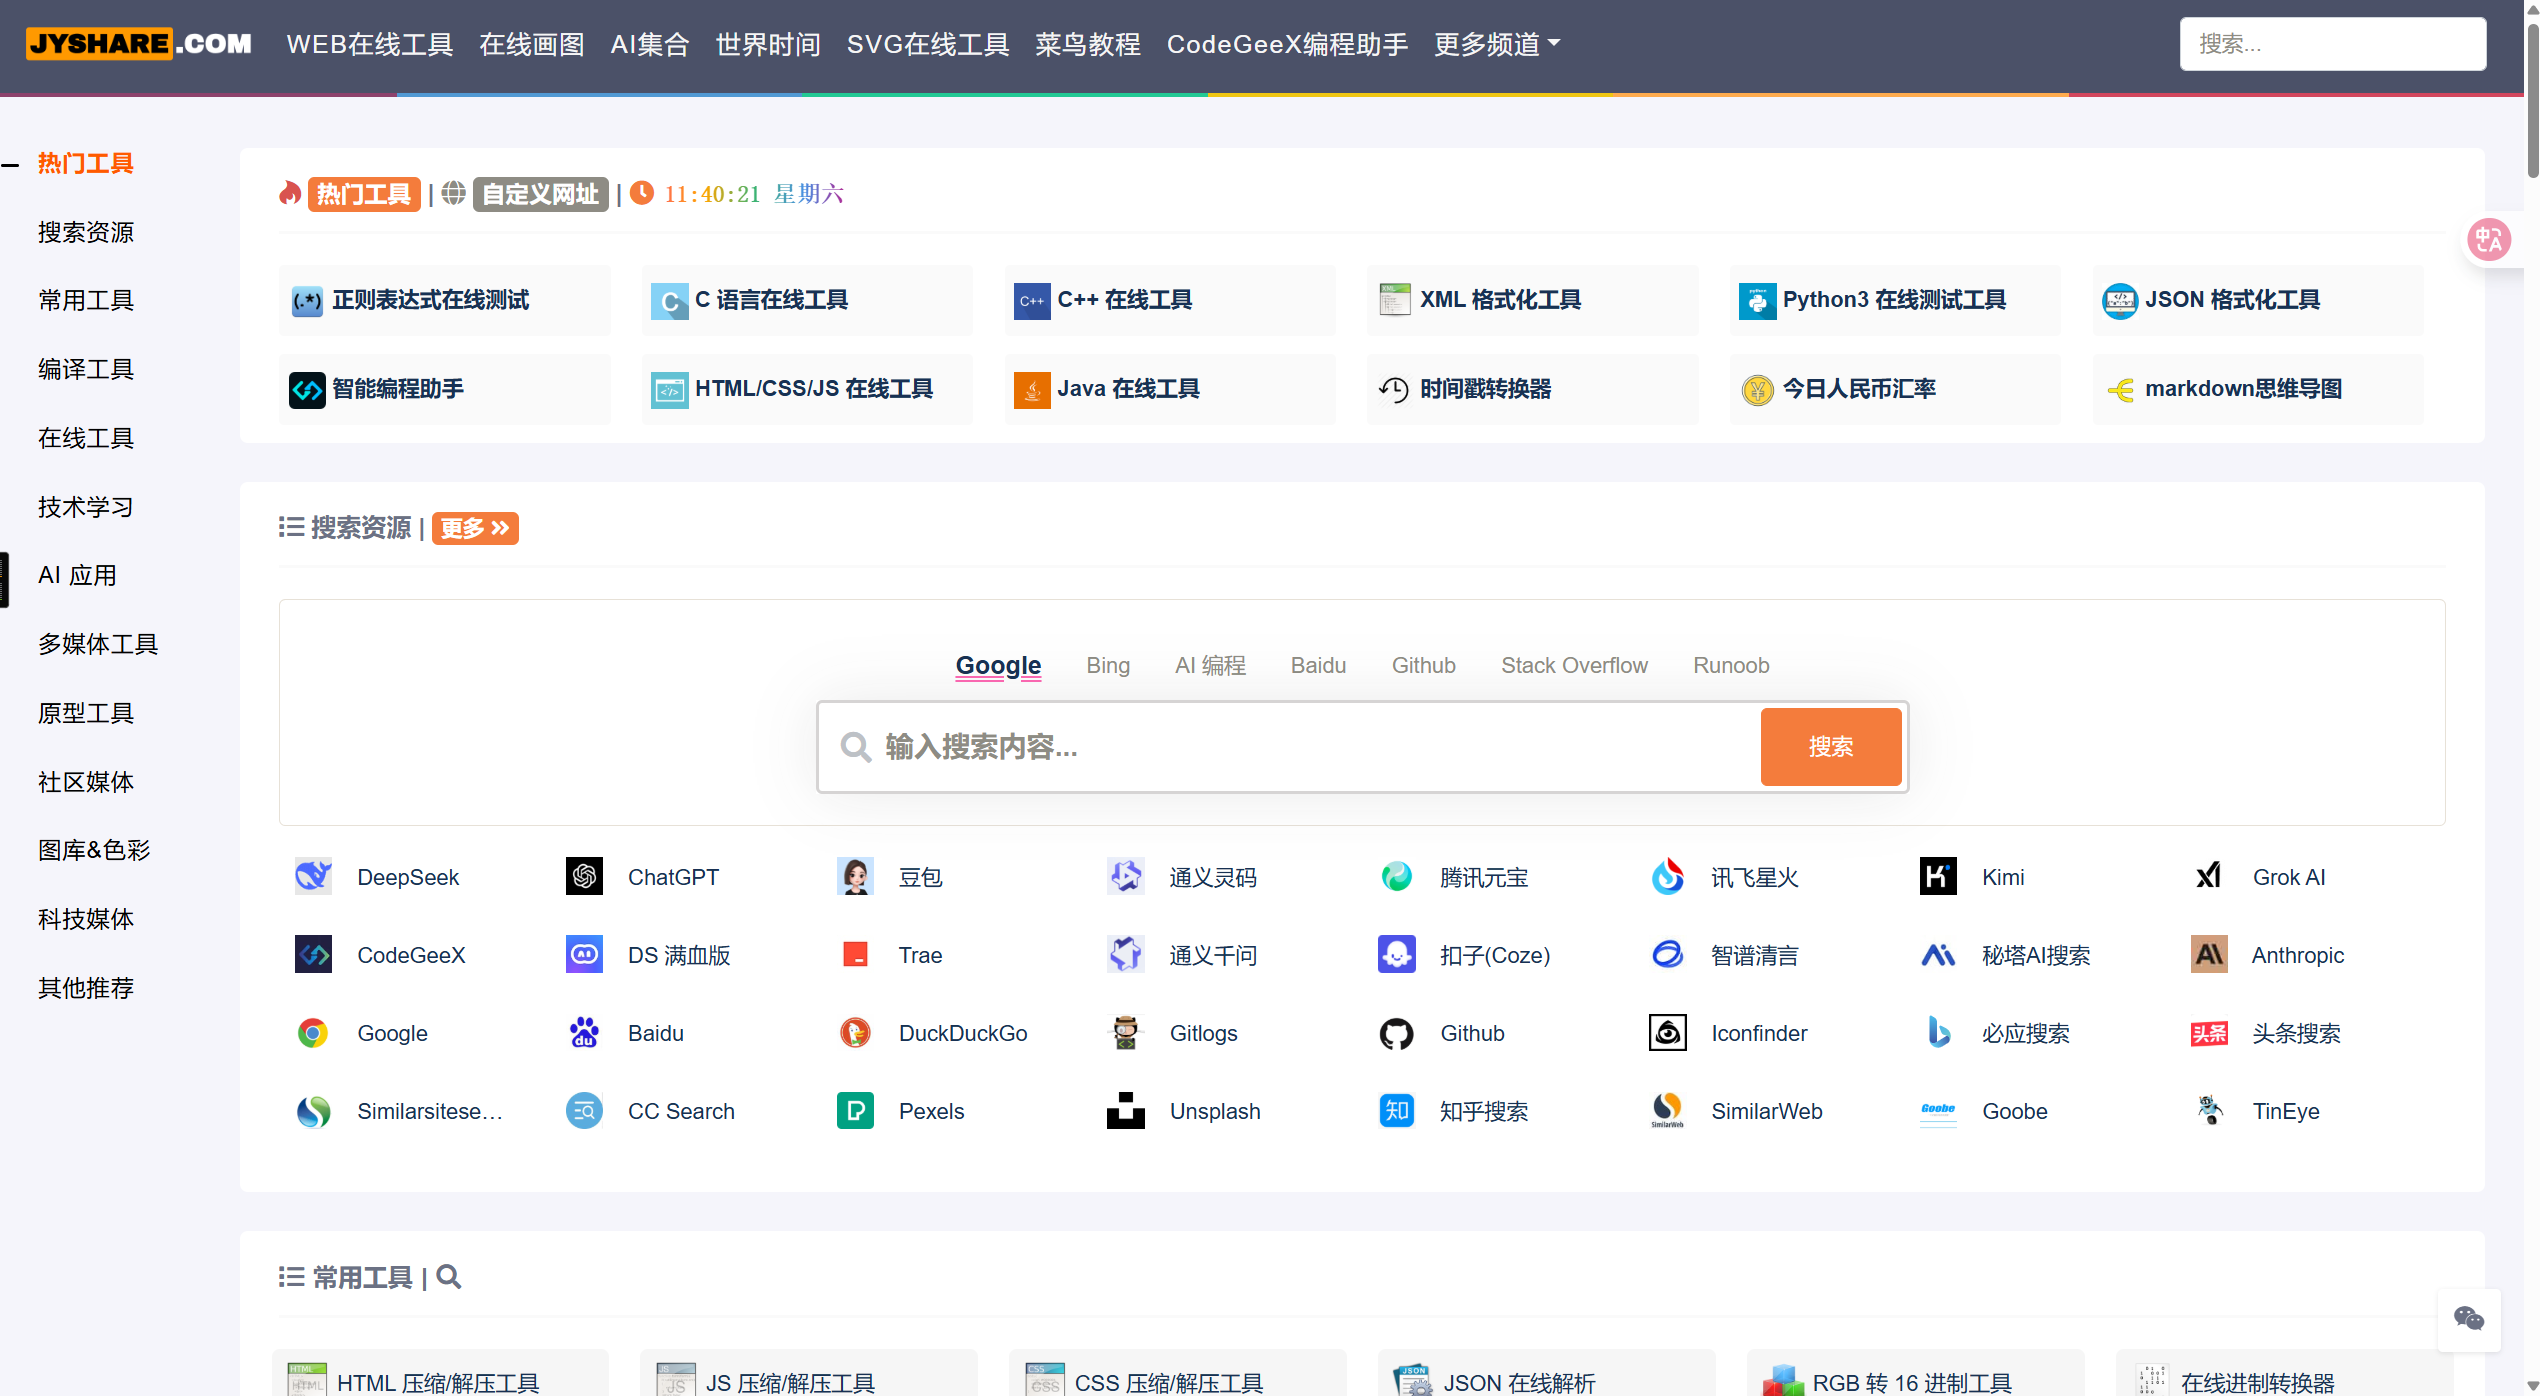 JYSHARE.COM WEB在线工具 在线画图 AI集合 世界时间 SVG在线工具 菜鸟教程 CodeGeeX编程助手 更多频道 搜索...
热门工具
搜索资源
常用工具
编译工具
在线工具
技术学习
AI 应用
多媒体工具
原型工具
社区媒体
图库&色彩
科技媒体
其他推荐
热门工具 | 自定义网址 | 11:40:21 星期六
正则表达式在线测试 C 语言在线工具 C++ 在线工具 XML 格式化工具 Python3 在线测试工具 JSON 格式化工具
智能编程助手 HTML/CSS/JS 在线工具 Java 在线工具 时间戳转换器 今日人民币汇率 markdown思维导图
搜索资源 | 更多
Google Bing AI 编程 Baidu Github Stack Overflow Runoob
输入搜索内容... 搜索
DeepSeek ChatGPT 豆包 通义灵码 腾讯元宝 讯飞星火 Kimi Grok AI
CodeGeeX DS 满血版 Trae 通义千问 扣子(Coze) 智谱清言 秘塔AI搜索 Anthropic
Google Baidu DuckDuckGo Gitlogs Github Iconfinder 必应搜索 头条搜索
Similarsitese... CC Search Pexels Unsplash 知乎搜索 SimilarWeb Goobe TinEye
常用工具 |
HTML 压缩/解压工具 JS 压缩/解压工具 CSS 压缩/解压工具 JSON 在线解析 RGB 转 16 进制工具 在线进制转换器